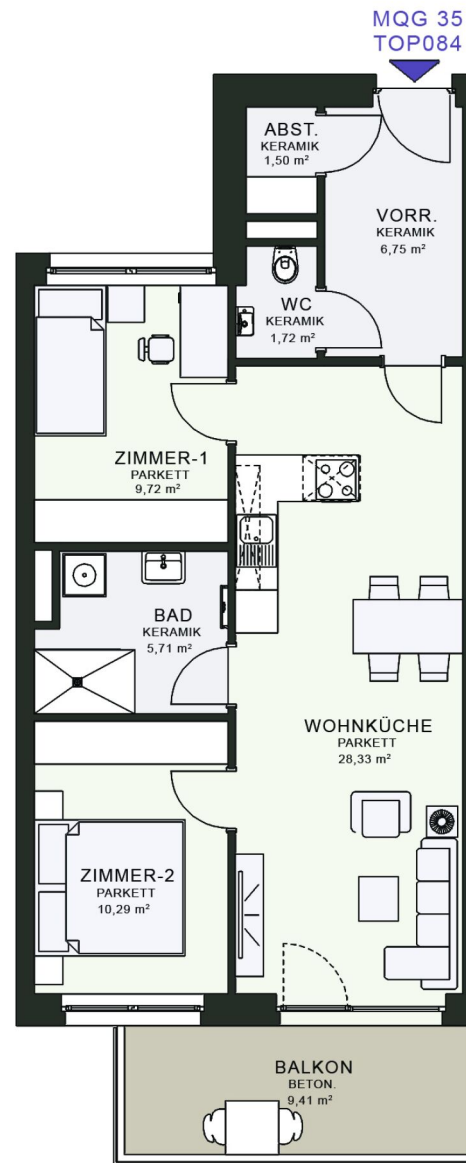 MQG 35
TOP084
ABST.
KERAMIK
1,50 m²
VORR.
KERAMIK
6,75 m²
WC
KERAMIK
1,72 m²
ZIMMER-1
PARKETT
9,72 m²
BAD
KERAMIK
5,71 m²
WOHNKÜCHE
PARKETT
28,33 m²
ZIMMER-2
PARKETT
10,29 m²
BALKON
BETON.
9,41 m²